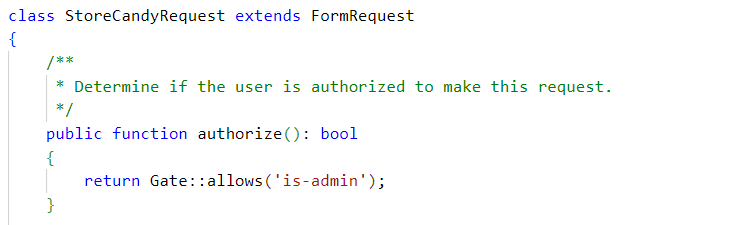 class StoreCandyRequest extends FormRequest
{
    /**
     * Determine if the user is authorized to make this request.
     */
    public function authorize(): bool
    {
        return Gate::allows('is-admin');
    }